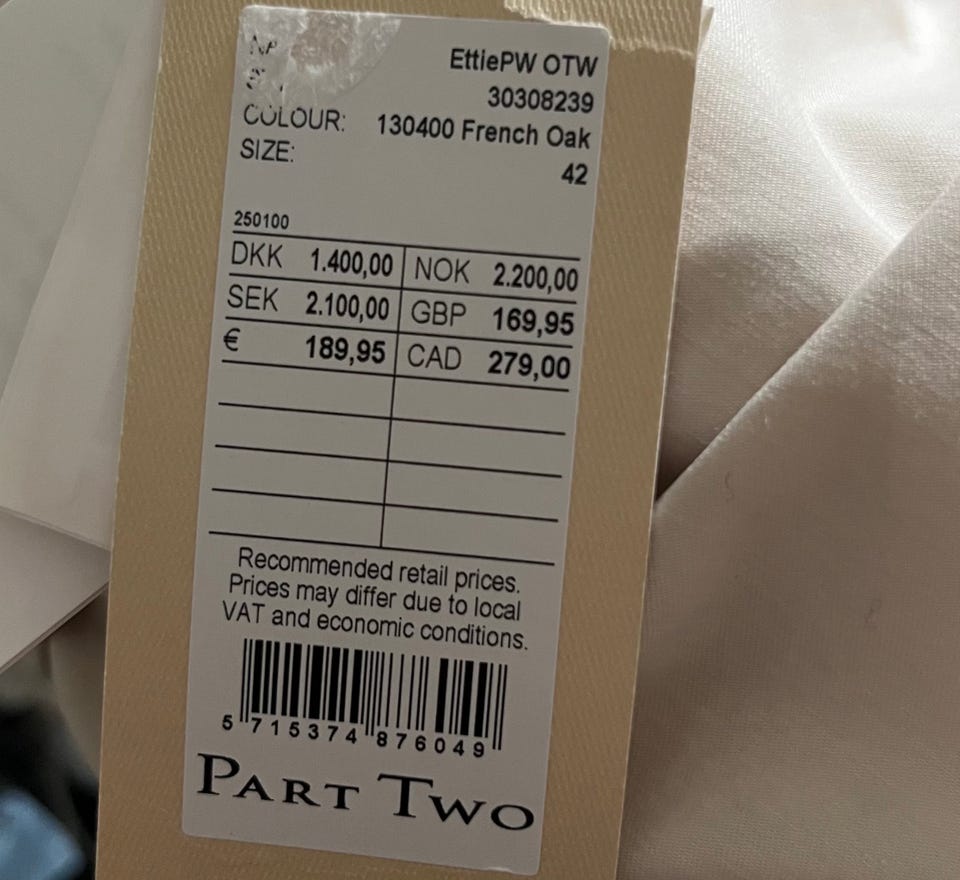 EttiePW OTW
30308239
COLOUR: 130400 French Oak
SIZE: 42
250100
DKK 1.400,00 NOK 2.200,00
SEK 2.100,00 GBP 169,95
€ 189,95 CAD 279,00
Recommended retail prices.
Prices may differ due to local
VAT and economic conditions.
5 715374 876049
PART TWO